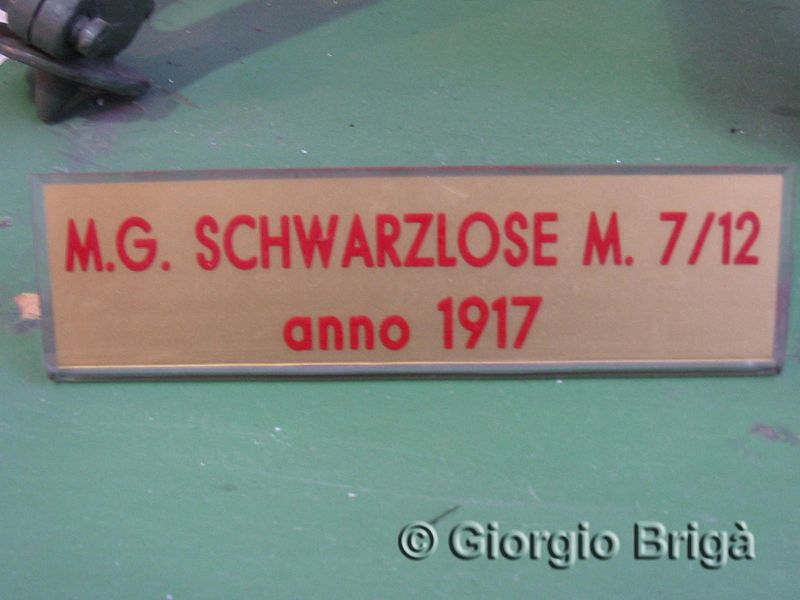 M.G. SCHWARZLOSE M. 7/12
anno 1917
© Giorgio Brigà